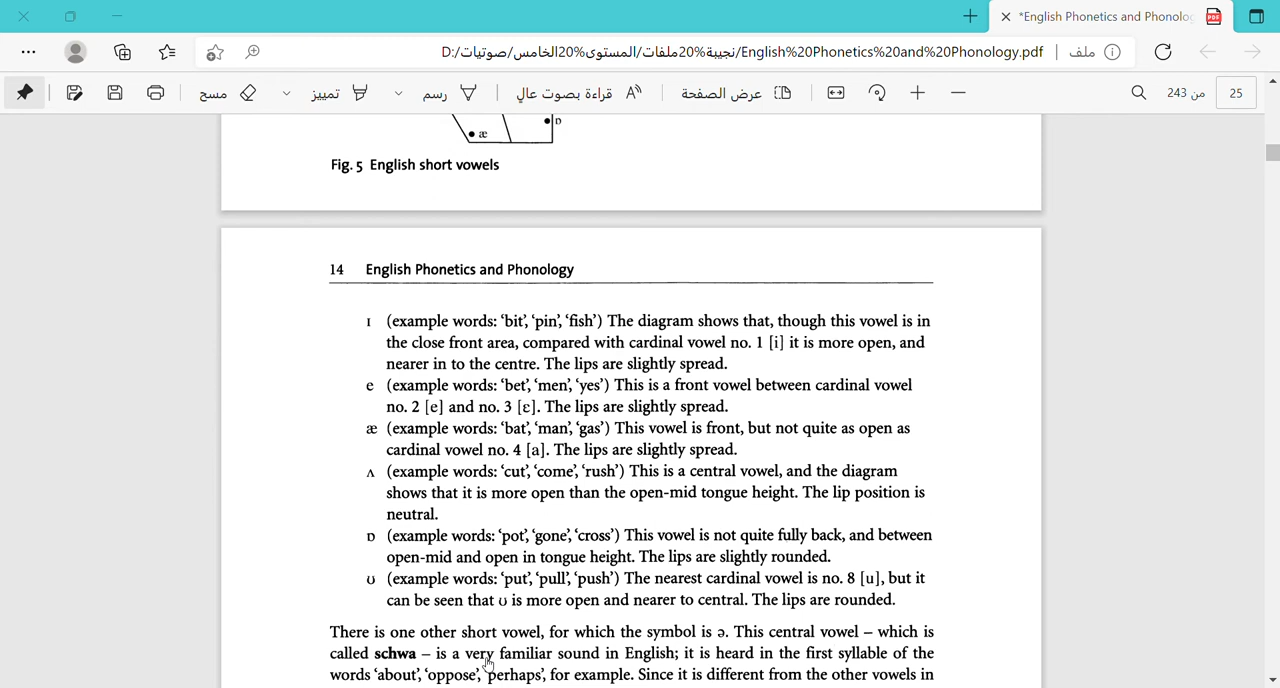 *English Phonetics and Phonolo
D:/نجيبة%20ملفات/المستوى%20الخامس/صوتيات/English%20Phonetics%20and%20Phonology.pdf
ملف
25
من 243
عرض الصفحة
قراءة بصوت عالٍ
رسم
تمييز
مسح
æ
ɒ
Fig. 5 English short vowels
14 English Phonetics and Phonology
ɪ (example words: ‘bit’, ‘pin’, ‘fish’) The diagram shows that, though this vowel is in
the close front area, compared with cardinal vowel no. 1 [i] it is more open, and
nearer in to the centre. The lips are slightly spread.
e (example words: ‘bet’, ‘men’, ‘yes’) This is a front vowel between cardinal vowel
no. 2 [e] and no. 3 [ɛ]. The lips are slightly spread.
æ (example words: ‘bat’, ‘man’, ‘gas’) This vowel is front, but not quite as open as
cardinal vowel no. 4 [a]. The lips are slightly spread.
ʌ (example words: ‘cut’, ‘come’, ‘rush’) This is a central vowel, and the diagram
shows that it is more open than the open-mid tongue height. The lip position is
neutral.
ɒ (example words: ‘pot’, ‘gone’, ‘cross’) This vowel is not quite fully back, and between
open-mid and open in tongue height. The lips are slightly rounded.
ʊ (example words: ‘put’, ‘pull’, ‘push’) The nearest cardinal vowel is no. 8 [u], but it
can be seen that ʊ is more open and nearer to central. The lips are rounded.
There is one other short vowel, for which the symbol is ə. This central vowel – which is
called schwa – is a very familiar sound in English; it is heard in the first syllable of the
words ‘about’, ‘oppose’, ‘perhaps’, for example. Since it is different from the other vowels in